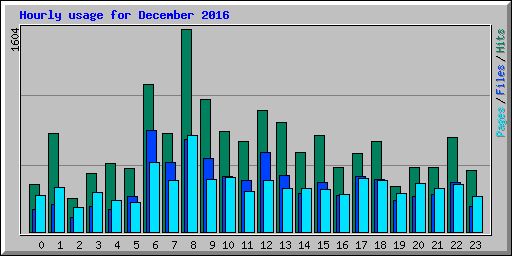 Hourly usage for December 2016
1604
Pages / Files / Hits
0 1 2 3 4 5 6 7 8 9 10 11 12 13 14 15 16 17 18 19 20 21 22 23